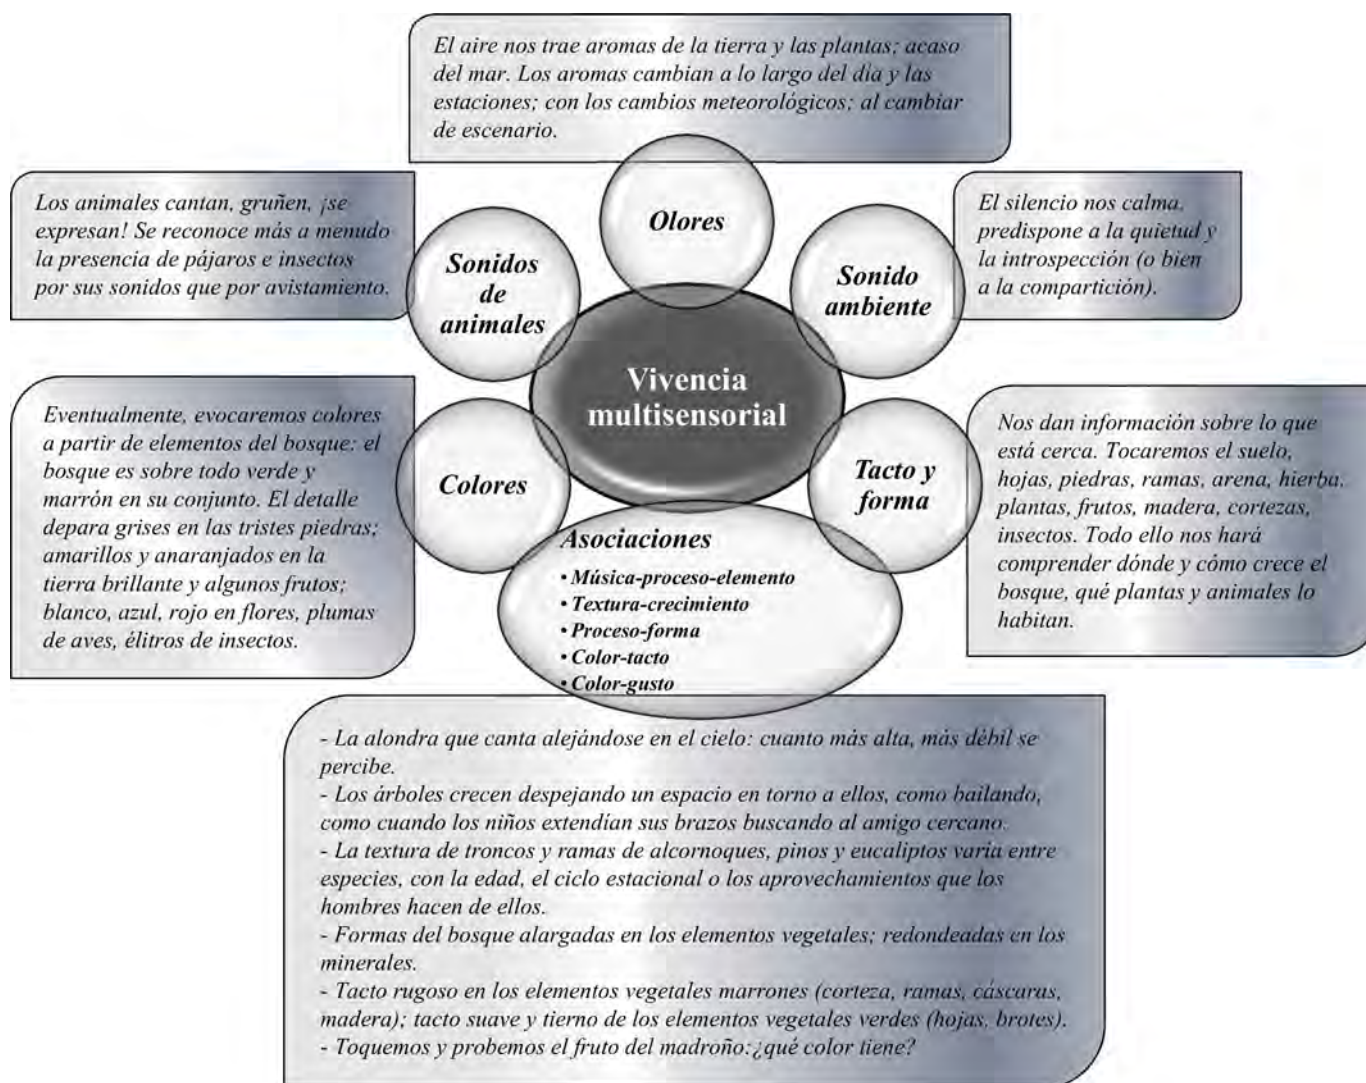 El aire nos trae aromas de la tierra y las plantas; acaso
del mar. Los aromas cambian a lo largo del día y las
estaciones; con los cambios meteorológicos; al cambiar
de escenario.
Olores
Los animales cantan, gruñen, ¡se
expresan! Se reconoce más a menudo
la presencia de pájaros e insectos
por sus sonidos que por avistamiento.
Sonidos
de
animales
Sonido
ambiente
El silencio nos calma,
predispone a la quietud y
la introspección (o bien
a la compartición).
Vivencia
multisensorial
Eventualmente, evocaremos colores
a partir de elementos del bosque: el
bosque es sobre todo verde y
marrón en su conjunto. El detalle
depara grises en las tristes piedras;
amarillos y anaranjados en la
tierra brillante y algunos frutos;
blanco, azul, rojo en flores, plumas
de aves, élitros de insectos.
Colores
Tacto y
forma
Nos dan información sobre lo que
está cerca. Tocaremos el suelo,
hojas, piedras, ramas, arena, hierba,
plantas, frutos, madera, cortezas,
insectos. Todo ello nos hará
comprender dónde y cómo crece el
bosque, qué plantas y animales lo
habitan.
Asociaciones
• Música-proceso-elemento
• Textura-crecimiento
• Proceso-forma
• Color-tacto
• Color-gusto
- La alondra que canta alejándose en el cielo: cuanto más alta, más débil se
percibe.
- Los árboles crecen despejando un espacio en torno a ellos, como bailando,
como cuando los niños extendían sus brazos buscando al amigo cercano.
- La textura de troncos y ramas de alcornoques, pinos y eucaliptos varía entre
especies, con la edad, el ciclo estacional o los aprovechamientos que los
hombres hacen de ellos.
- Formas del bosque alargadas en los elementos vegetales; redondeadas en los
minerales.
- Tacto rugoso en los elementos vegetales marrones (corteza, ramas, cáscaras,
madera); tacto suave y tierno de los elementos vegetales verdes (hojas, brotes).
- Toquemos y probemos el fruto del madroño:¿qué color tiene?